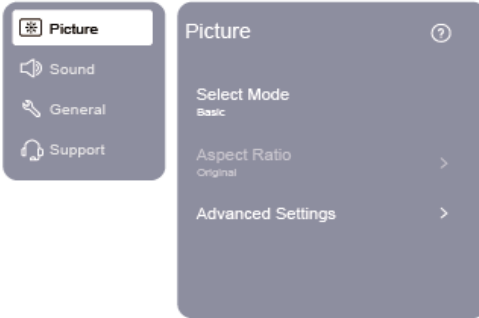 Picture
Sound
General
Support
Picture
?
Select Mode
Basic
Aspect Ratio
Original
Advanced Settings